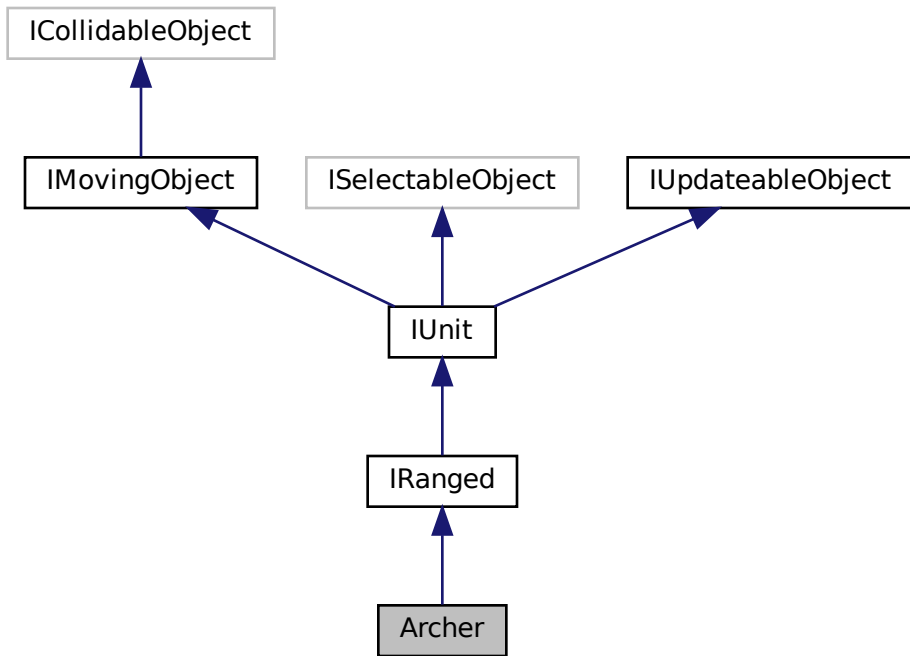 ICollidableObject
IMovingObject
ISelectableObject
IUpdateableObject
IUnit
IRanged
Archer